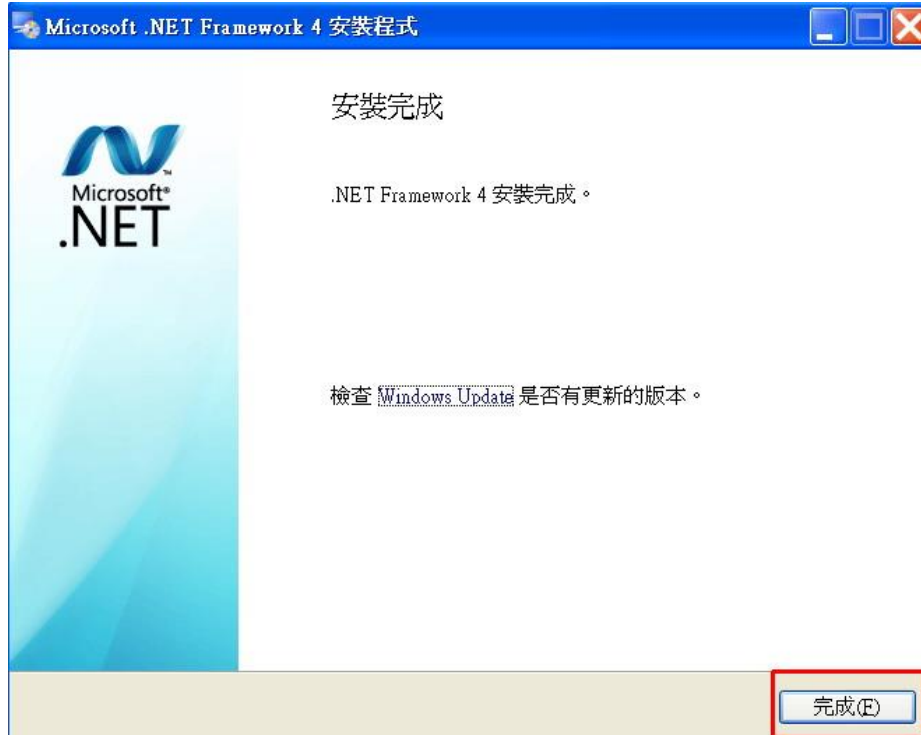 Microsoft .NET Framework 4 安裝程式
安裝完成
Microsoft®
.NET
.NET Framework 4 安裝完成。
檢查 Windows Update 是否有更新的版本。
完成(F)